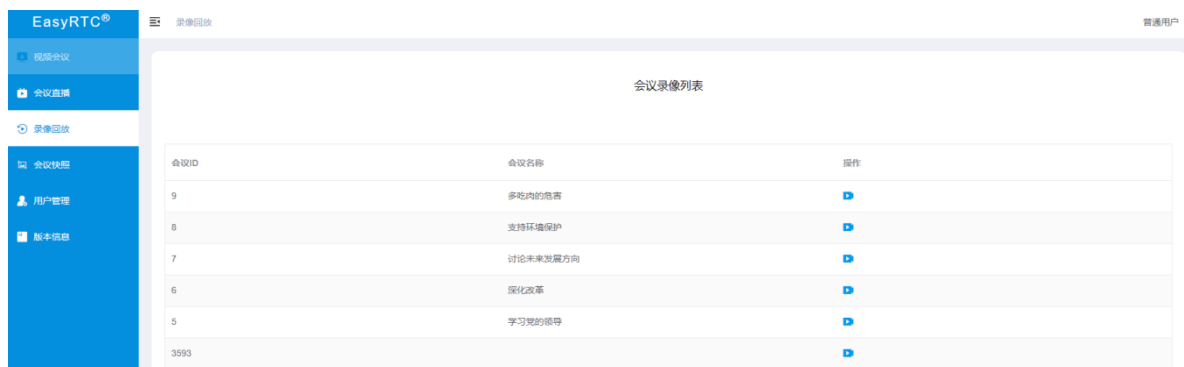 EasyRTC®
录像回放
普通用户
视频会议
会议直播
录像回放
会议快照
用户管理
版本信息
会议录像列表
会议ID 会议名称 操作
9 多吃肉的危害
8 支持环境保护
7 讨论未来发展方向
6 深化改革
5 学习党的领导
3593